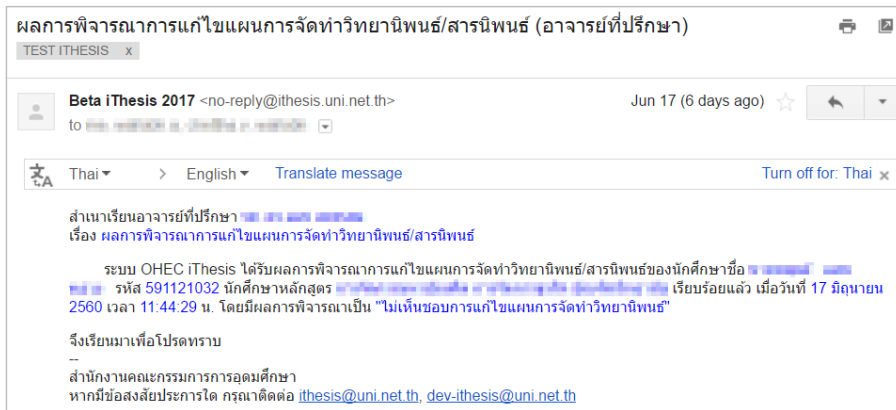 ผลการพิจารณาการแก้ไขแผนการจัดทำวิทยานิพนธ์/สารนิพนธ์ (อาจารย์ที่ปรึกษา)
TEST ITHESIS x
Beta iThesis 2017 <no-reply@ithesis.uni.net.th> Jun 17 (6 days ago)
to
Thai > English Translate message Turn off for: Thai x
สำเนาเรียนอาจารย์ที่ปรึกษา
เรื่อง ผลการพิจารณาการแก้ไขแผนการจัดทำวิทยานิพนธ์/สารนิพนธ์
ระบบ OHEC iThesis ได้รับผลการพิจารณาการแก้ไขแผนการจัดทำวิทยานิพนธ์/สารนิพนธ์ของนักศึกษาชื่อ
รหัส 591121032 นักศึกษาหลักสูตร เรียบร้อยแล้ว เมื่อวันที่ 17 มิถุนายน
2560 เวลา 11:44:29 น. โดยมีผลการพิจารณาเป็น "ไม่เห็นชอบการแก้ไขแผนการจัดทำวิทยานิพนธ์"
จึงเรียนมาเพื่อโปรดทราบ
--
สำนักงานคณะกรรมการการอุดมศึกษา
หากมีข้อสงสัยประการใด กรุณาติดต่อ ithesis@uni.net.th, dev-ithesis@uni.net.th